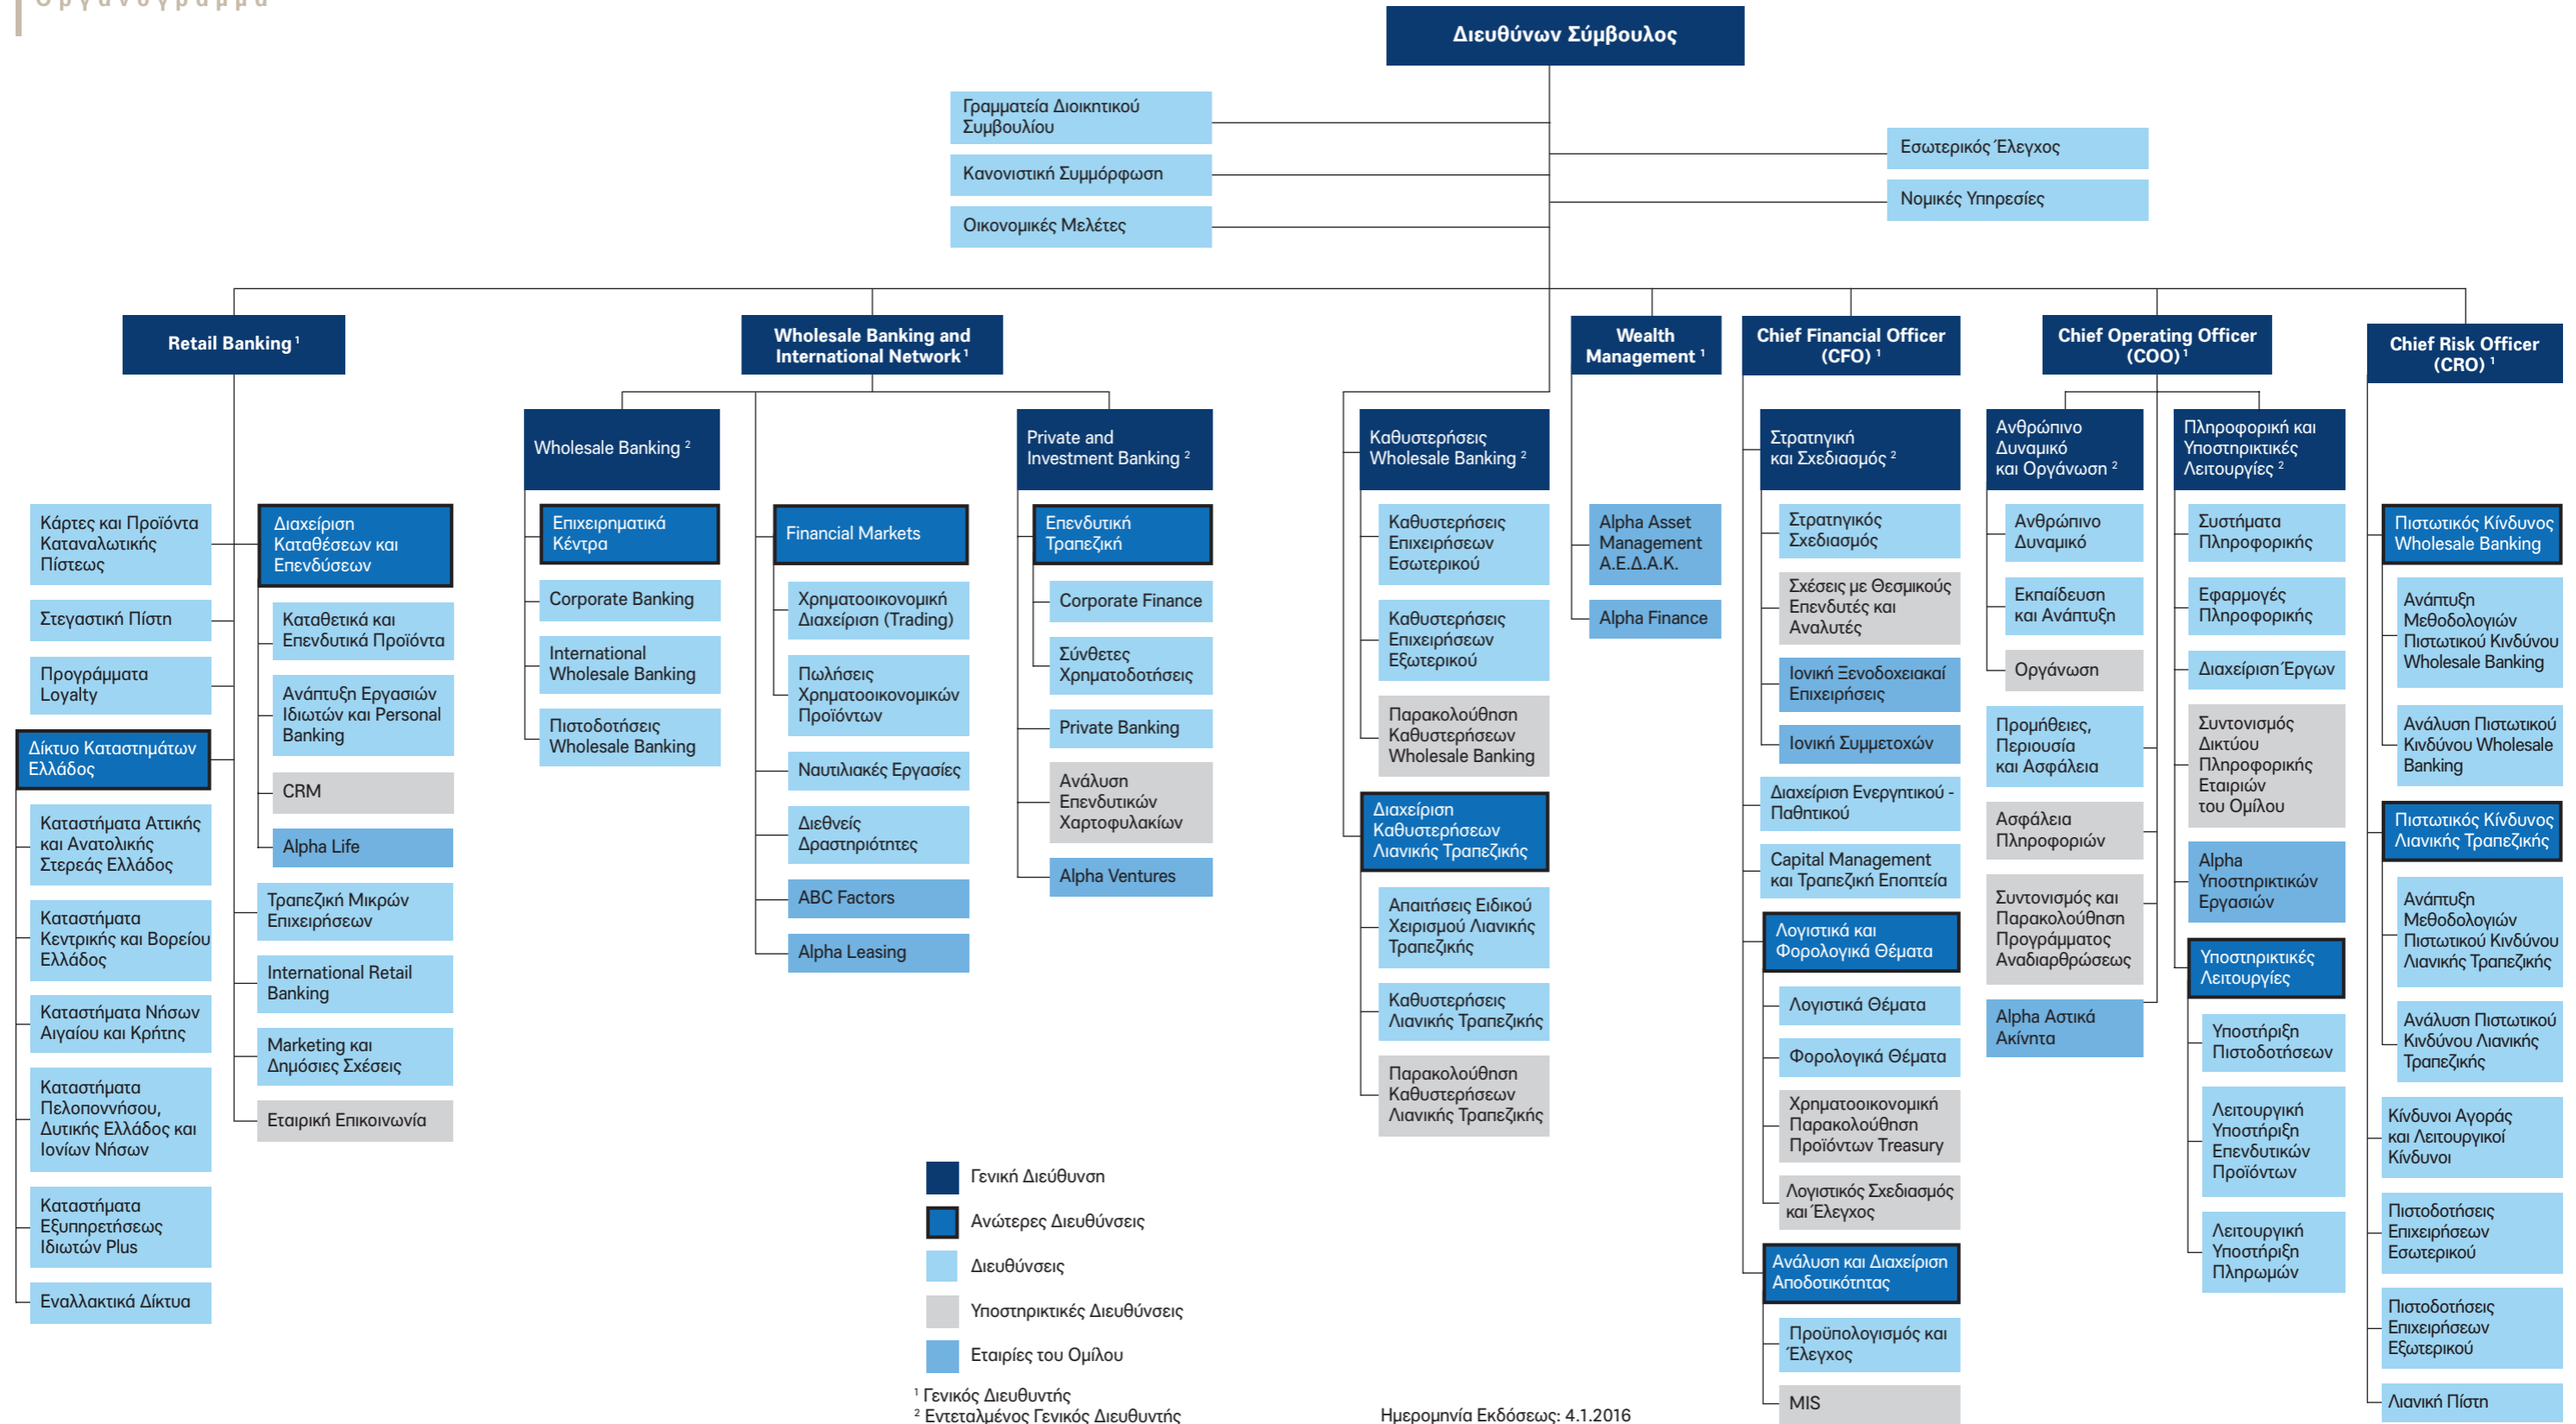 Οργανόγραμμα
Διευθύνων Σύμβουλος
Γραμματεία Διοικητικού
Συμβουλίου
Κανονιστική Συμμόρφωση
Οικονομικές Μελέτες
Εσωτερικός Έλεγχος
Νομικές Υπηρεσίες
Retail Banking ¹
Κάρτες και Προϊόντα
Καταναλωτικής
Πίστεως
Στεγαστική Πίστη
Προγράμματα
Loyalty
Δίκτυο Καταστημάτων
Ελλάδος
Καταστήματα Αττικής
και Ανατολικής
Στερεάς Ελλάδος
Καταστήματα
Κεντρικής και Βορείου
Ελλάδος
Καταστήματα Νήσων
Αιγαίου και Κρήτης
Καταστήματα
Πελοποννήσου,
Δυτικής Ελλάδος και
Ιονίων Νήσων
Καταστήματα
Εξυπηρετήσεως
Ιδιωτών Plus
Εναλλακτικά Δίκτυα
Διαχείριση
Καταθέσεων και
Επενδύσεων
Καταθετικά και
Επενδυτικά Προϊόντα
Ανάπτυξη Εργασιών
Ιδιωτών και Personal
Banking
CRM
Alpha Life
Τραπεζική Μικρών
Επιχειρήσεων
International Retail
Banking
Marketing και
Δημόσιες Σχέσεις
Εταιρική Επικοινωνία
Wholesale Banking and
International Network ¹
Wholesale Banking ²
Επιχειρηματικά
Κέντρα
Corporate Banking
International
Wholesale Banking
Πιστοδοτήσεις
Wholesale Banking
Financial Markets
Χρηματοοικονομική
Διαχείριση (Trading)
Πωλήσεις
Χρηματοοικονομικών
Προϊόντων
Ναυτιλιακές Εργασίες
Διεθνείς
Δραστηριότητες
ABC Factors
Alpha Leasing
Private and
Investment Banking ²
Επενδυτική
Τραπεζική
Corporate Finance
Σύνθετες
Χρηματοδοτήσεις
Private Banking
Ανάλυση
Επενδυτικών
Χαρτοφυλακίων
Alpha Ventures
Καθυστερήσεις
Wholesale Banking ²
Καθυστερήσεις
Επιχειρήσεων
Εσωτερικού
Καθυστερήσεις
Επιχειρήσεων
Εξωτερικού
Παρακολούθηση
Καθυστερήσεων
Wholesale Banking
Διαχείριση
Καθυστερήσεων
Λιανικής Τραπεζικής
Απαιτήσεις Ειδικού
Χειρισμού Λιανικής
Τραπεζικής
Καθυστερήσεις
Λιανικής Τραπεζικής
Παρακολούθηση
Καθυστερήσεων
Λιανικής Τραπεζικής
Wealth
Management ¹
Alpha Asset
Management
Α.Ε.Δ.Α.Κ.
Alpha Finance
Chief Financial Officer
(CFO) ¹
Στρατηγική
και Σχεδιασμός ²
Στρατηγικός
Σχεδιασμός
Σχέσεις με Θεσμικούς
Επενδυτές και
Αναλυτές
Ιονική Ξενοδοχειακαί
Επιχειρήσεις
Ιονική Συμμετοχών
Διαχείριση Ενεργητικού -
Παθητικού
Capital Management
και Τραπεζική Εποπτεία
Λογιστικά και
Φορολογικά Θέματα
Λογιστικά Θέματα
Φορολογικά Θέματα
Χρηματοοικονομική
Παρακολούθηση
Προϊόντων Treasury
Λογιστικός Σχεδιασμός
και Έλεγχος
Ανάλυση και Διαχείριση
Αποδοτικότητας
Προϋπολογισμός και
Έλεγχος
MIS
Chief Operating Officer
(COO) ¹
Ανθρώπινο
Δυναμικό
και Οργάνωση ²
Ανθρώπινο
Δυναμικό
Εκπαίδευση
και Ανάπτυξη
Οργάνωση
Προμήθειες,
Περιουσία
και Ασφάλεια
Ασφάλεια
Πληροφοριών
Συντονισμός και
Παρακολούθηση
Προγράμματος
Αναδιαρθρώσεως
Alpha Αστικά
Ακίνητα
Πληροφορική και
Υποστηρικτικές
Λειτουργίες ²
Συστήματα
Πληροφορικής
Εφαρμογές
Πληροφορικής
Διαχείριση Έργων
Συντονισμός
Δικτύου
Πληροφορικής
Εταιριών
του Ομίλου
Alpha
Υποστηρικτικών
Εργασιών
Υποστηρικτικές
Λειτουργίες
Υποστήριξη
Πιστοδοτήσεων
Λειτουργική
Υποστήριξη
Επενδυτικών
Προϊόντων
Λειτουργική
Υποστήριξη
Πληρωμών
Chief Risk Officer
(CRO) ¹
Πιστωτικός Κίνδυνος
Wholesale Banking
Ανάπτυξη
Μεθοδολογιών
Πιστωτικού Κινδύνου
Wholesale Banking
Ανάλυση Πιστωτικού
Κινδύνου Wholesale
Banking
Πιστωτικός Κίνδυνος
Λιανικής Τραπεζικής
Ανάπτυξη
Μεθοδολογιών
Πιστωτικού Κινδύνου
Λιανικής Τραπεζικής
Ανάλυση Πιστωτικού
Κινδύνου Λιανικής
Τραπεζικής
Κίνδυνοι Αγοράς
και Λειτουργικοί
Κίνδυνοι
Πιστοδοτήσεις
Επιχειρήσεων
Εσωτερικού
Πιστοδοτήσεις
Επιχειρήσεων
Εξωτερικού
Λιανική Πίστη
Γενική Διεύθυνση
Ανώτερες Διευθύνσεις
Διευθύνσεις
Υποστηρικτικές Διευθύνσεις
Εταιρίες του Ομίλου
¹ Γενικός Διευθυντής
² Εντεταλμένος Γενικός Διευθυντής
Ημερομηνία Εκδόσεως: 4.1.2016